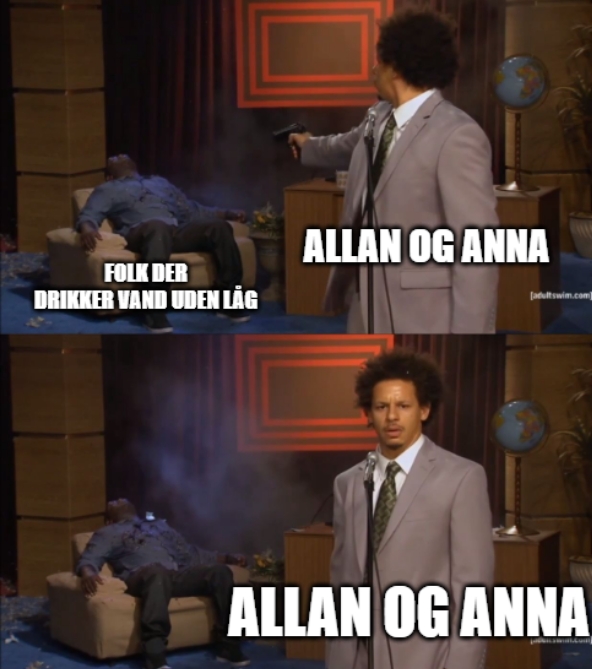 ALLAN OG ANNA
FOLK DER
DRIKKER VAND UDEN LÅG
[adultswim.com]
ALLAN OG ANNA